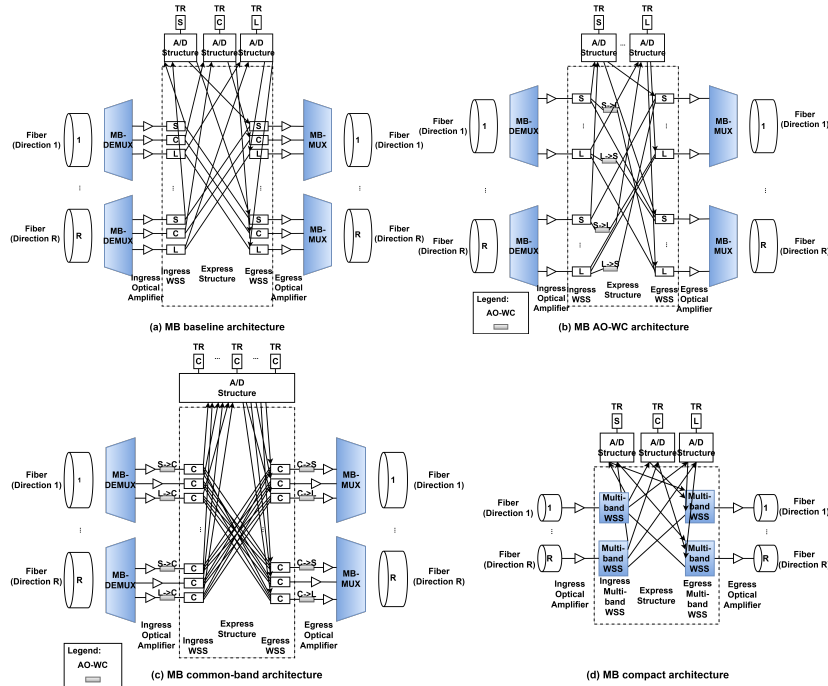 TR TR TR
S C L
A/D Structure A/D Structure A/D Structure
Fiber (Direction 1)
1
MB-DEMUX
S
C
L
S
C
L
MB-MUX
1
Fiber (Direction 1)
...
...
...
...
Fiber (Direction R)
R
MB-DEMUX
S
C
L
S
C
L
MB-MUX
R
Fiber (Direction R)
Ingress Optical Amplifier
Ingress WSS
Express Structure
Egress WSS
Egress Optical Amplifier
(a) MB baseline architecture
TR TR
S L
A/D Structure ... A/D Structure
Fiber (Direction 1)
1
MB-DEMUX
S
...
L
S->L
L->S
S
...
L
MB-MUX
1
Fiber (Direction 1)
...
...
Fiber (Direction R)
R
MB-DEMUX
S
...
L
S->L
L->S
S
...
L
MB-MUX
R
Fiber (Direction R)
Ingress Optical Amplifier
Ingress WSS
Express Structure
Egress WSS
Egress Optical Amplifier
Legend:
AO-WC
(b) MB AO-WC architecture
TR TR TR
C ... C ... C
A/D
Structure
Fiber (Direction 1)
1
MB-DEMUX
S->C
L->C
C
C
C
C
C
C
C->S
C->L
MB-MUX
1
Fiber (Direction 1)
...
...
...
...
Fiber (Direction R)
R
MB-DEMUX
S->C
L->C
C
C
C
C
C
C
C->S
C->L
MB-MUX
R
Fiber (Direction R)
Ingress Optical Amplifier
Ingress WSS
Express Structure
Egress WSS
Egress Optical Amplifier
Legend:
AO-WC
(c) MB common-band architecture
TR TR TR
S C L
A/D Structure A/D Structure A/D Structure
Fiber (Direction 1)
1
Multi-band WSS
Multi-band WSS
1
Fiber (Direction 1)
...
...
Fiber (Direction R)
R
Multi-band WSS
Multi-band WSS
R
Fiber (Direction R)
Ingress Optical Amplifier
Ingress Multi-band WSS
Express Structure
Egress Multi-band WSS
Egress Optical Amplifier
(d) MB compact architecture